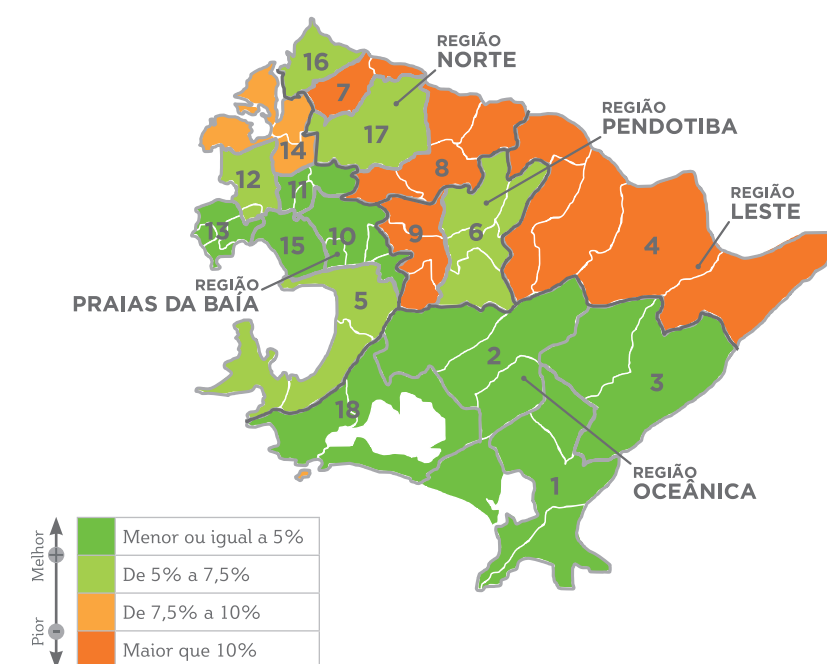 16
REGIÃO
NORTE
7
REGIÃO
PENDOTIBA
17
14
8
12
11
REGIÃO
LESTE
13
15
10
9
6
4
REGIÃO
PRAIAS DA BAÍA
5
2
3
18
REGIÃO
OCEÂNICA
1
Melhor
Pior
Menor ou igual a 5%
De 5% a 7,5%
De 7,5% a 10%
Maior que 10%